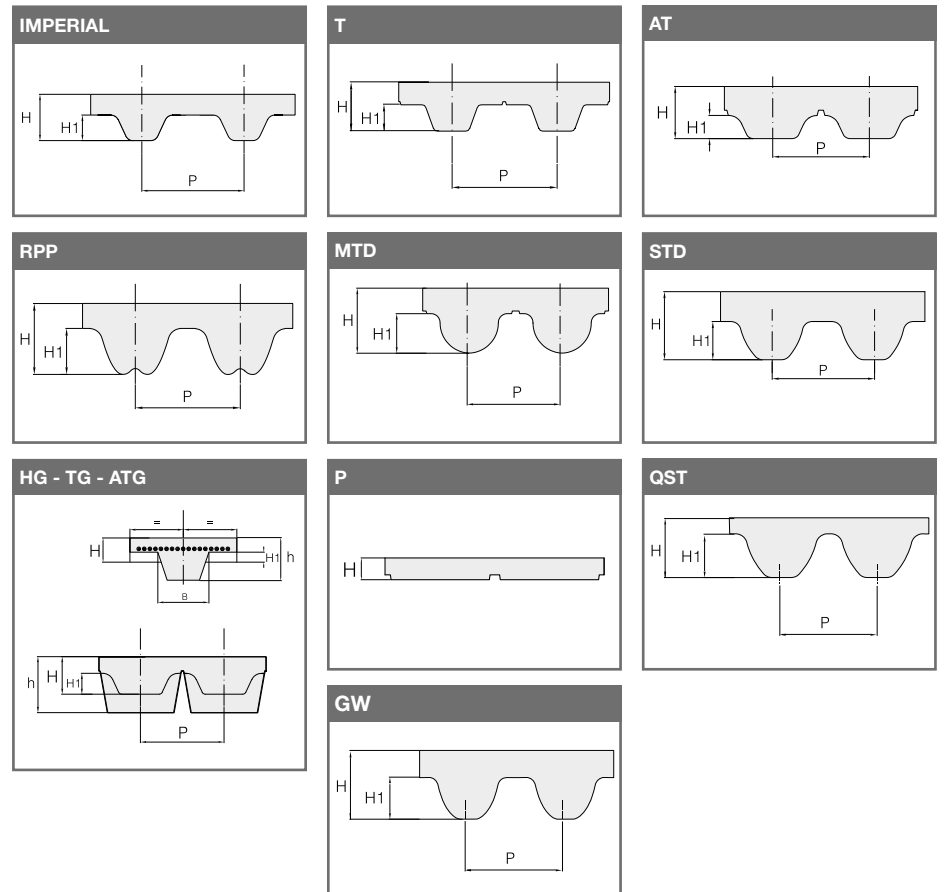 IMPERIAL
H
H1
P
T
H
H1
P
AT
H
H1
P
RPP
H
H1
P
MTD
H
H1
P
STD
H
H1
P
HG - TG - ATG
= =
H
H1
h
B
h
H
H1
P
P
H
QST
H
H1
P
GW
H
H1
P